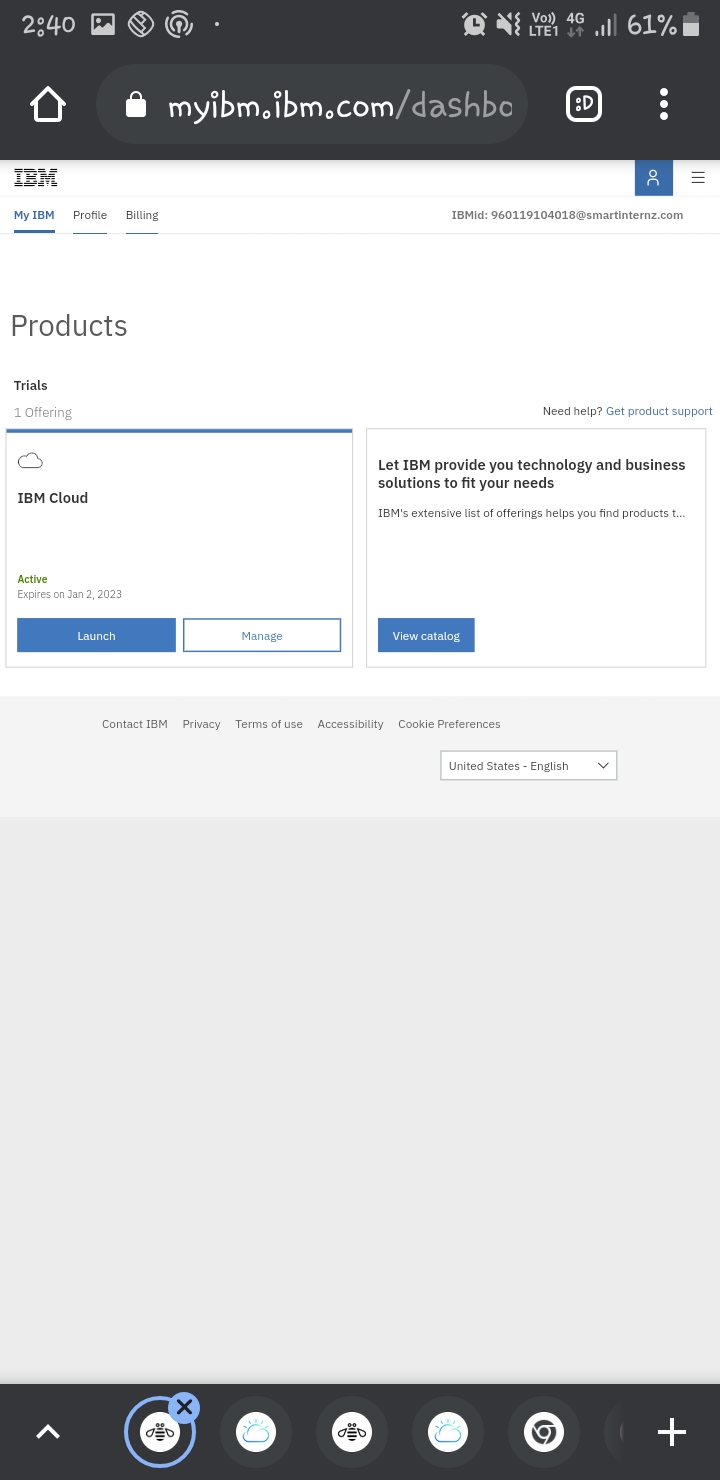 2:40 Vo)) LTE1 4G 61%
myibm.ibm.com/dashbo :D
IBM
My IBM Profile Billing IBMid: 960119104018@smartinternz.com
Products
Trials
1 Offering
Need help? Get product support
IBM Cloud
Active
Expires on Jan 2, 2023
Launch Manage
Let IBM provide you technology and business
solutions to fit your needs
IBM's extensive list of offerings helps you find products t...
View catalog
Contact IBM Privacy Terms of use Accessibility Cookie Preferences
United States - English